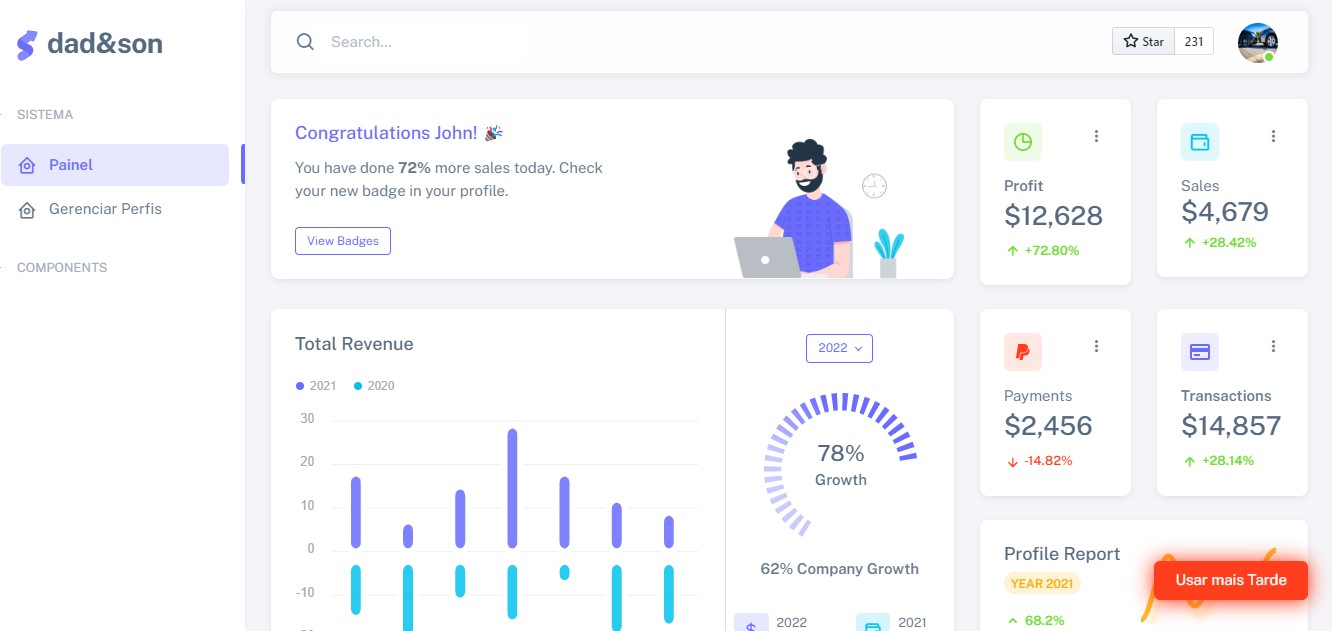 dad&son
SISTEMA
Painel
Gerenciar Perfis
COMPONENTS
Search...
Star
231
Congratulations John! 🎉
You have done 72% more sales today. Check
your new badge in your profile.
View Badges
Profit
$12,628
+72.80%
Sales
$4,679
+28.42%
Total Revenue
2021
2020
30
20
10
0
-10
2022
78%
Growth
62% Company Growth
$
2022
2021
Payments
$2,456
-14.82%
Transactions
$14,857
+28.14%
Profile Report
YEAR 2021
68.2%
Usar mais Tarde